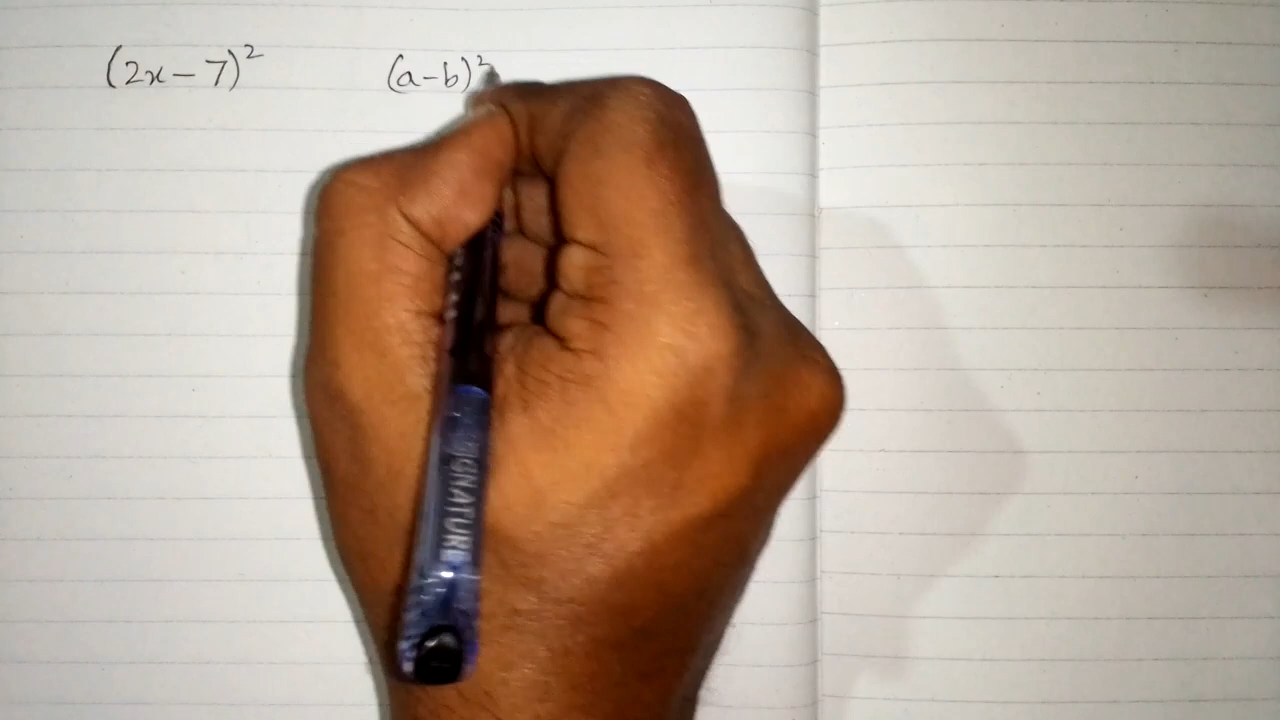 (2x - 7)² (a-b)²
SIGNATURE